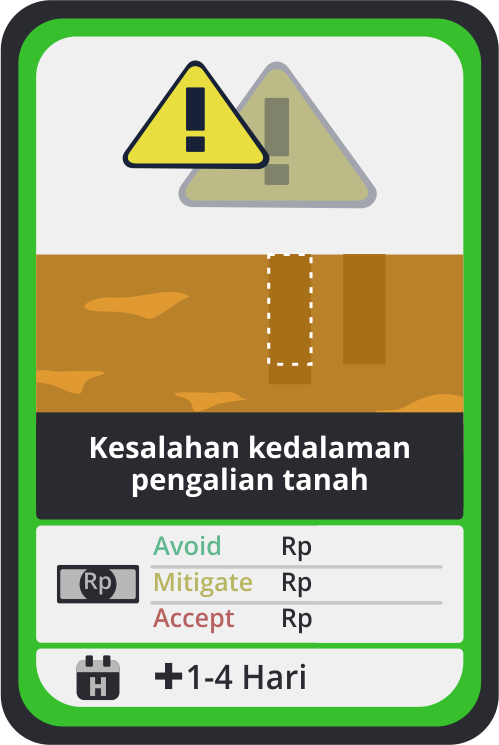 Kesalahan kedalaman
pengalian tanah
Rp
Avoid Rp
Mitigate Rp
Accept Rp
H
+1-4 Hari